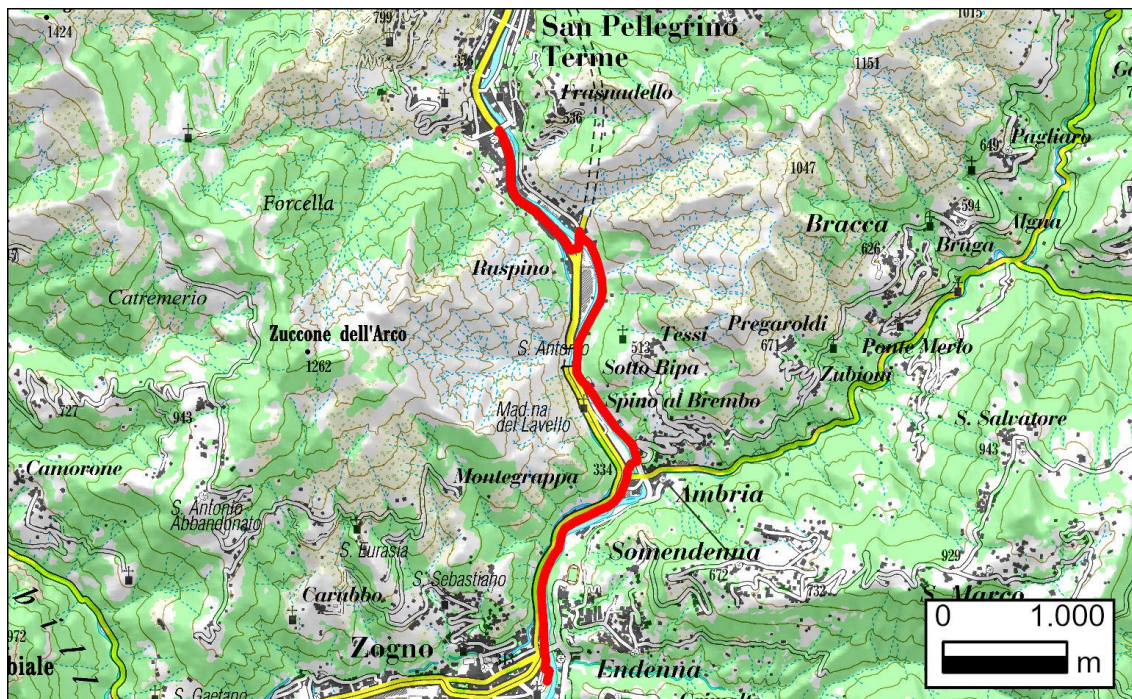 1424
799
San Pellegrino
Terme
1015
1151
Frasnadello
536
Pagliaro
649
1047
594
Forcella
Bracca
626
Bruga
Algua
Ruspino
Catremerio
Zuccone dell'Arco
1262
S. Antonio
513
Tessi
Pregaroldi
671
Ponte Merlo
Sotto Ripa
Zubioni
Spino al Brembo
727
943
Mad.na
del Lavello
S. Salvatore
943
Camorone
Montegrappa
334
Ambria
S. Antonio
Abbandonato
S. Eurasia
Somendenna
672
929
732
S. Sebastiano
Carubbo
S. Marco
972
Zogno
Endenna
biale
S. Gaetano
0
1.000
m